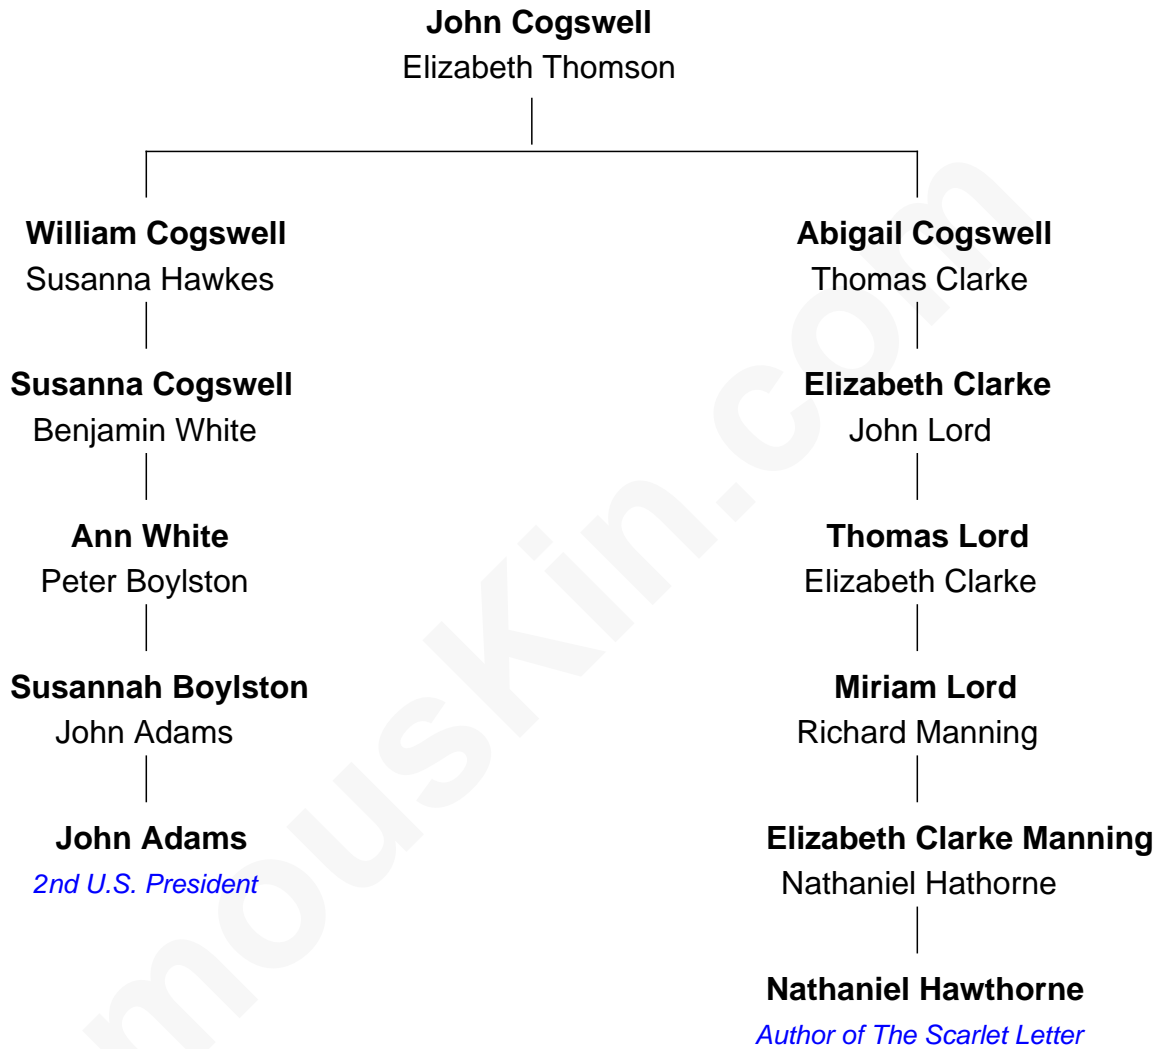 John Cogswell
Elizabeth Thomson
William Cogswell
Susanna Hawkes
Abigail Cogswell
Thomas Clarke
Susanna Cogswell
Benjamin White
Elizabeth Clarke
John Lord
Ann White
Peter Boylston
Thomas Lord
Elizabeth Clarke
Susannah Boylston
John Adams
Miriam Lord
Richard Manning
John Adams
2nd U.S. President
Elizabeth Clarke Manning
Nathaniel Hathorne
Nathaniel Hawthorne
Author of The Scarlet Letter
mousKin.com